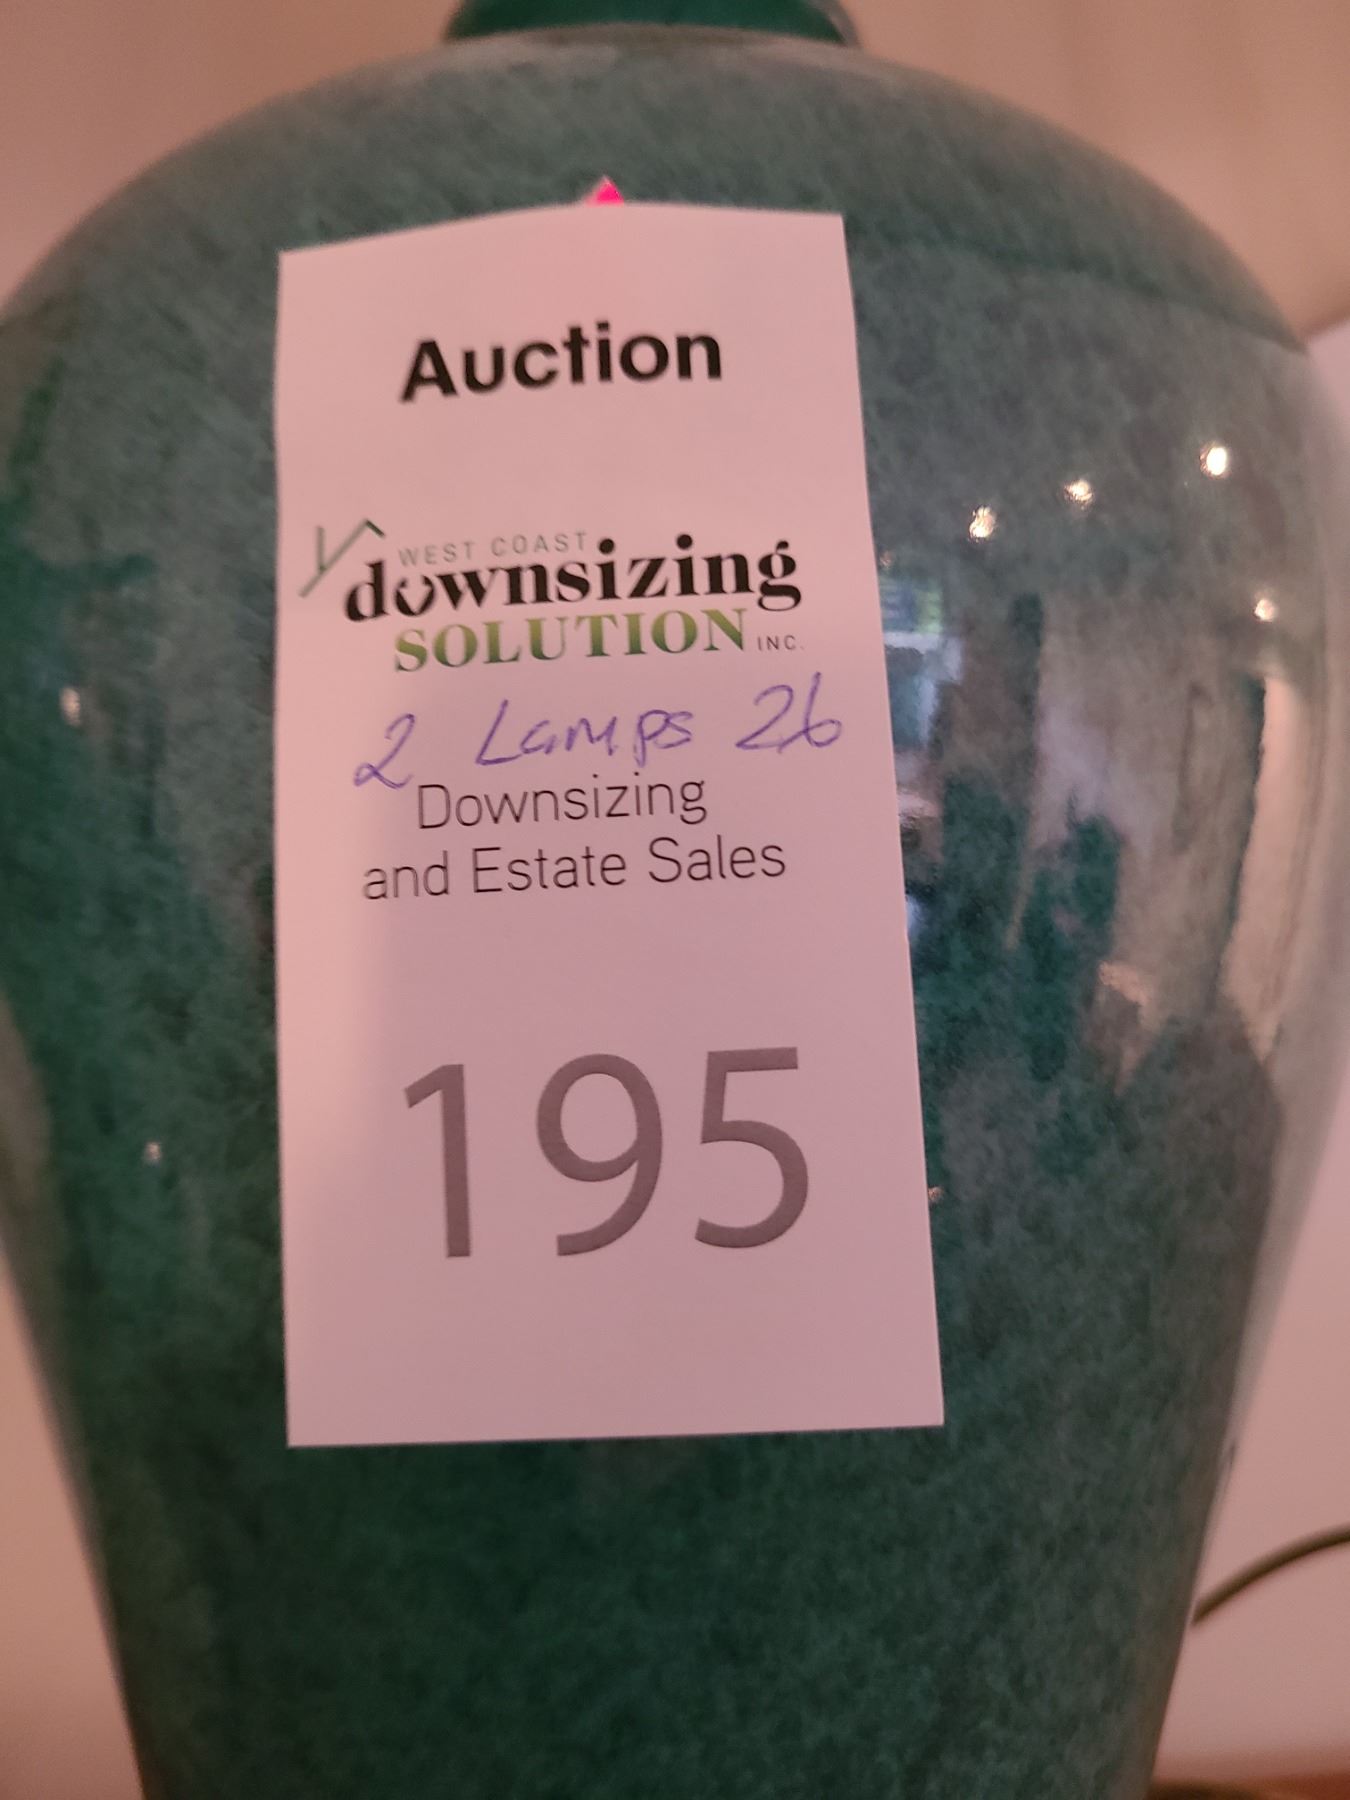 Auction
WEST COAST
downsizing
SOLUTION INC.
2 Lamps 26
Downsizing
and Estate Sales
195